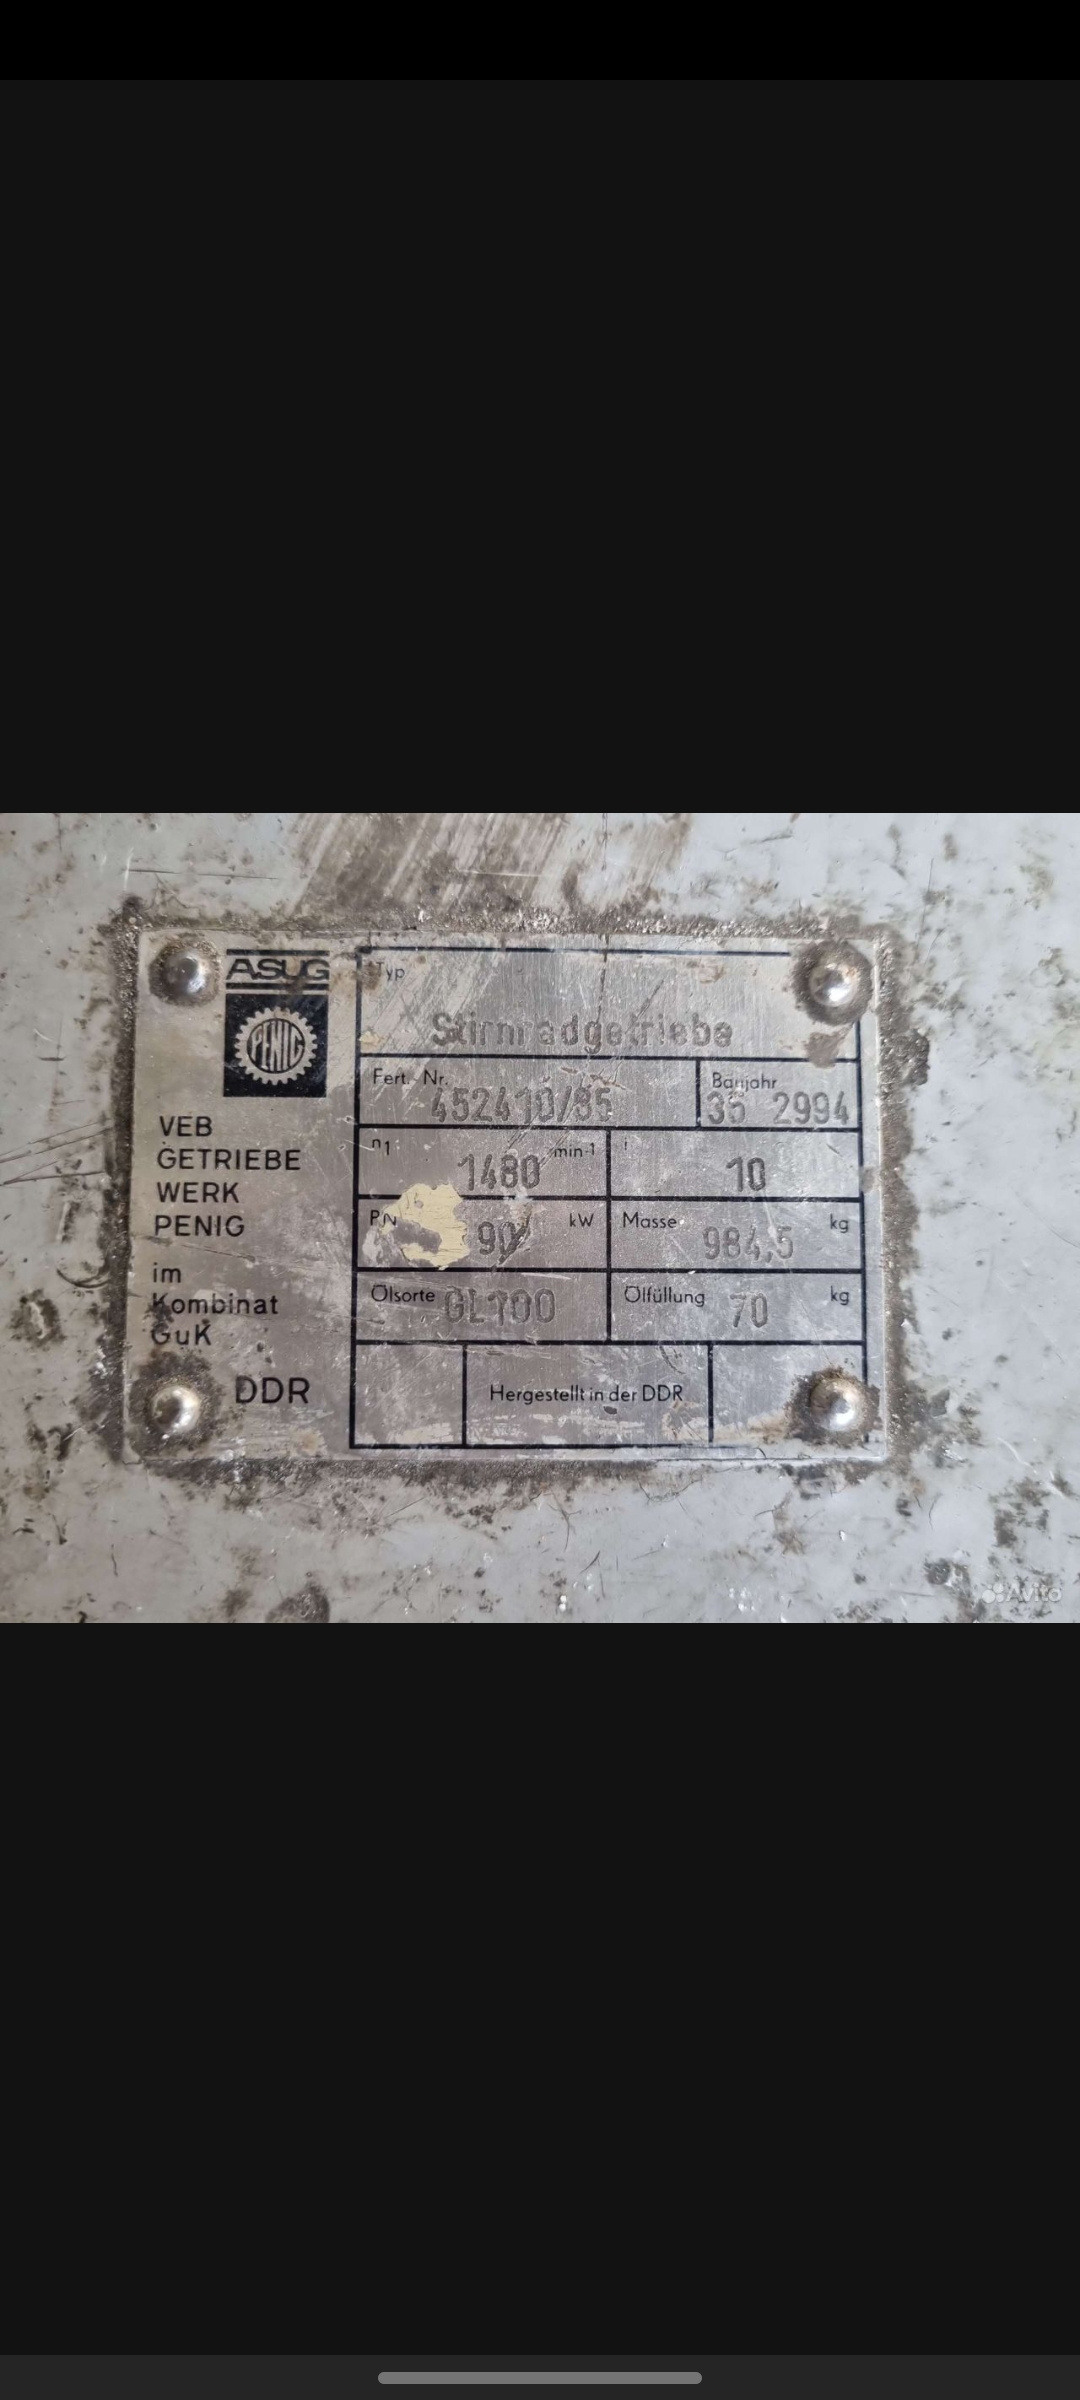 ASUG
PENIG
VEB
GETRIEBE
WERK
PENIG
im
Kombinat
GuK
DDR
Typ
Stirnradgetriebe
Fert. Nr.
452410/85
Baujahr
35 2994
n1 1480 min-1
i 10
PN 90 kW
Masse 984,5 kg
Ölsorte GL100
Ölfüllung 70 kg
Hergestellt in der DDR
Avito